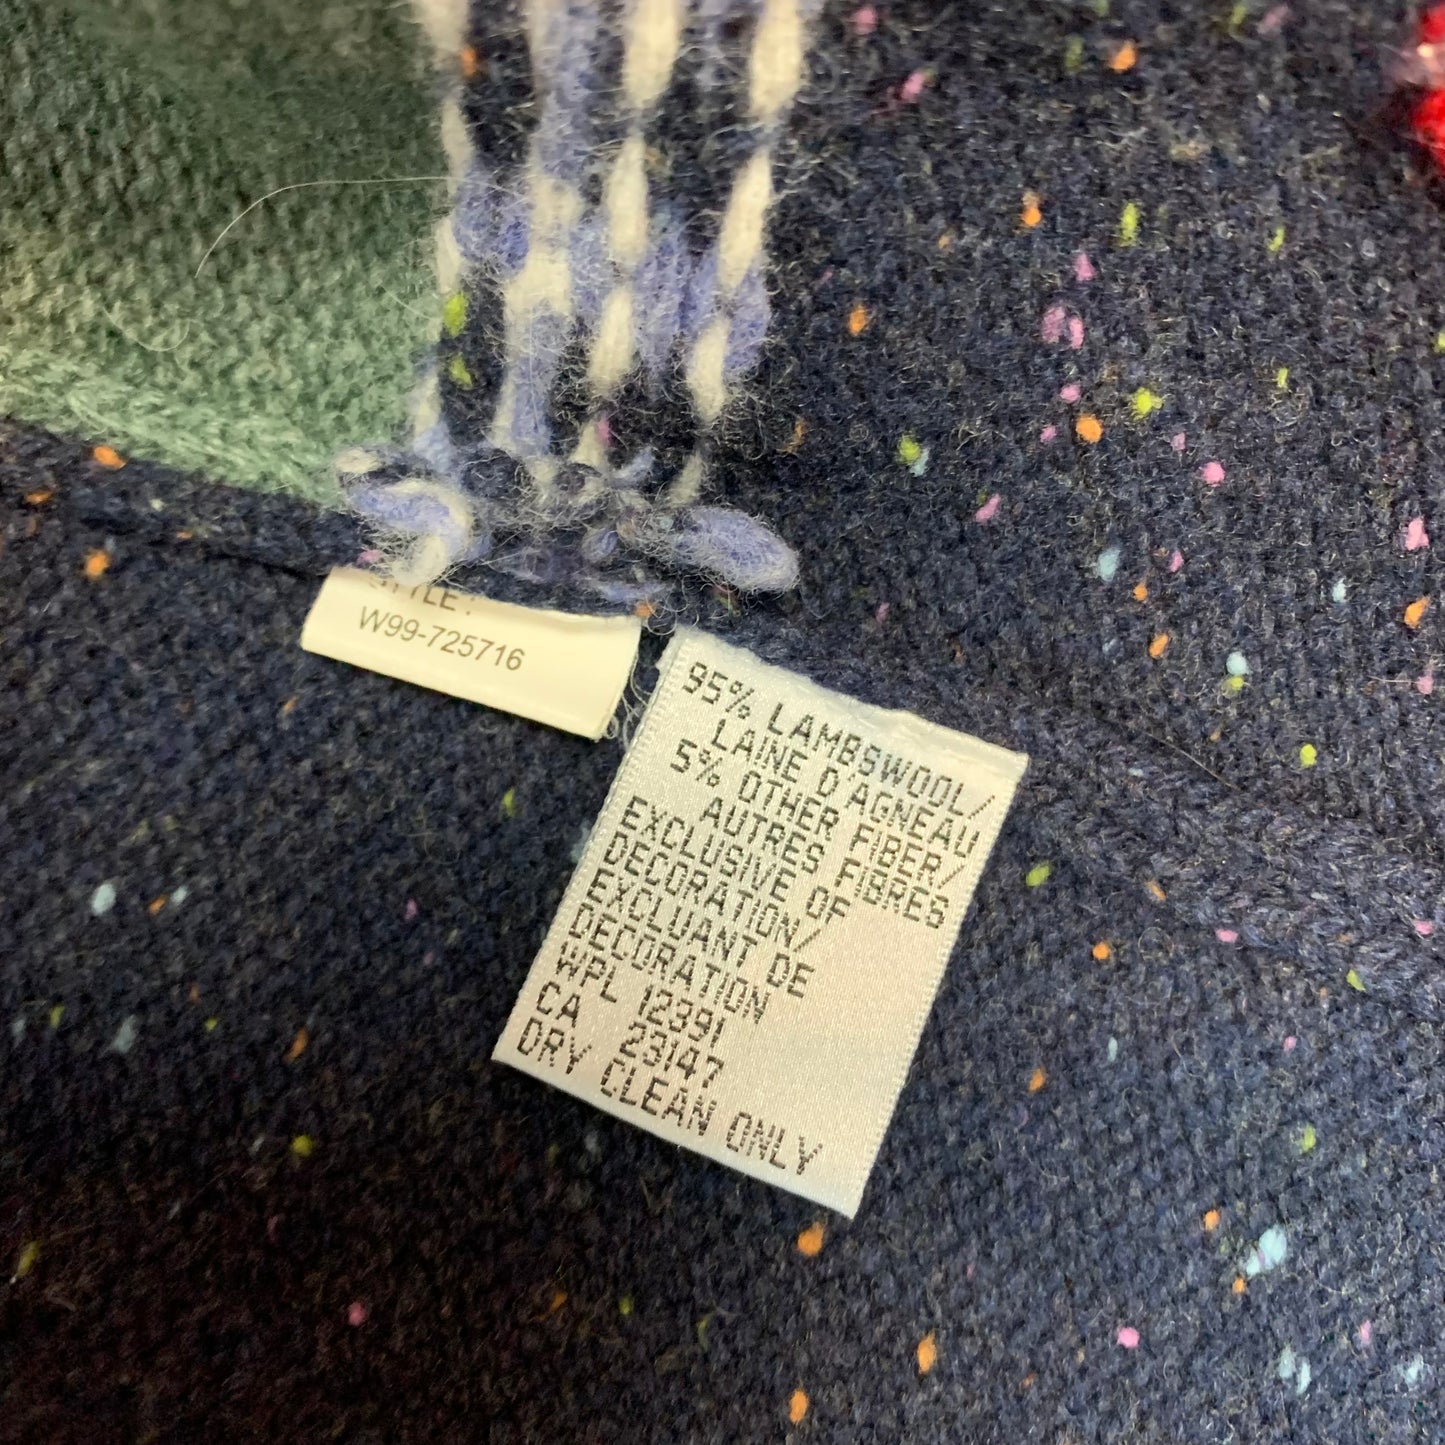 STYLE:
W99-725716
95% LAMBSWOOL/
LAINE D'AGNEAU
5% OTHER FIBER/
AUTRES FIBRES
EXCLUSIVE OF
DECORATION/
EXCLUANT DE
DECORATION
WPL 12391
CA 23147
DRY CLEAN ONLY